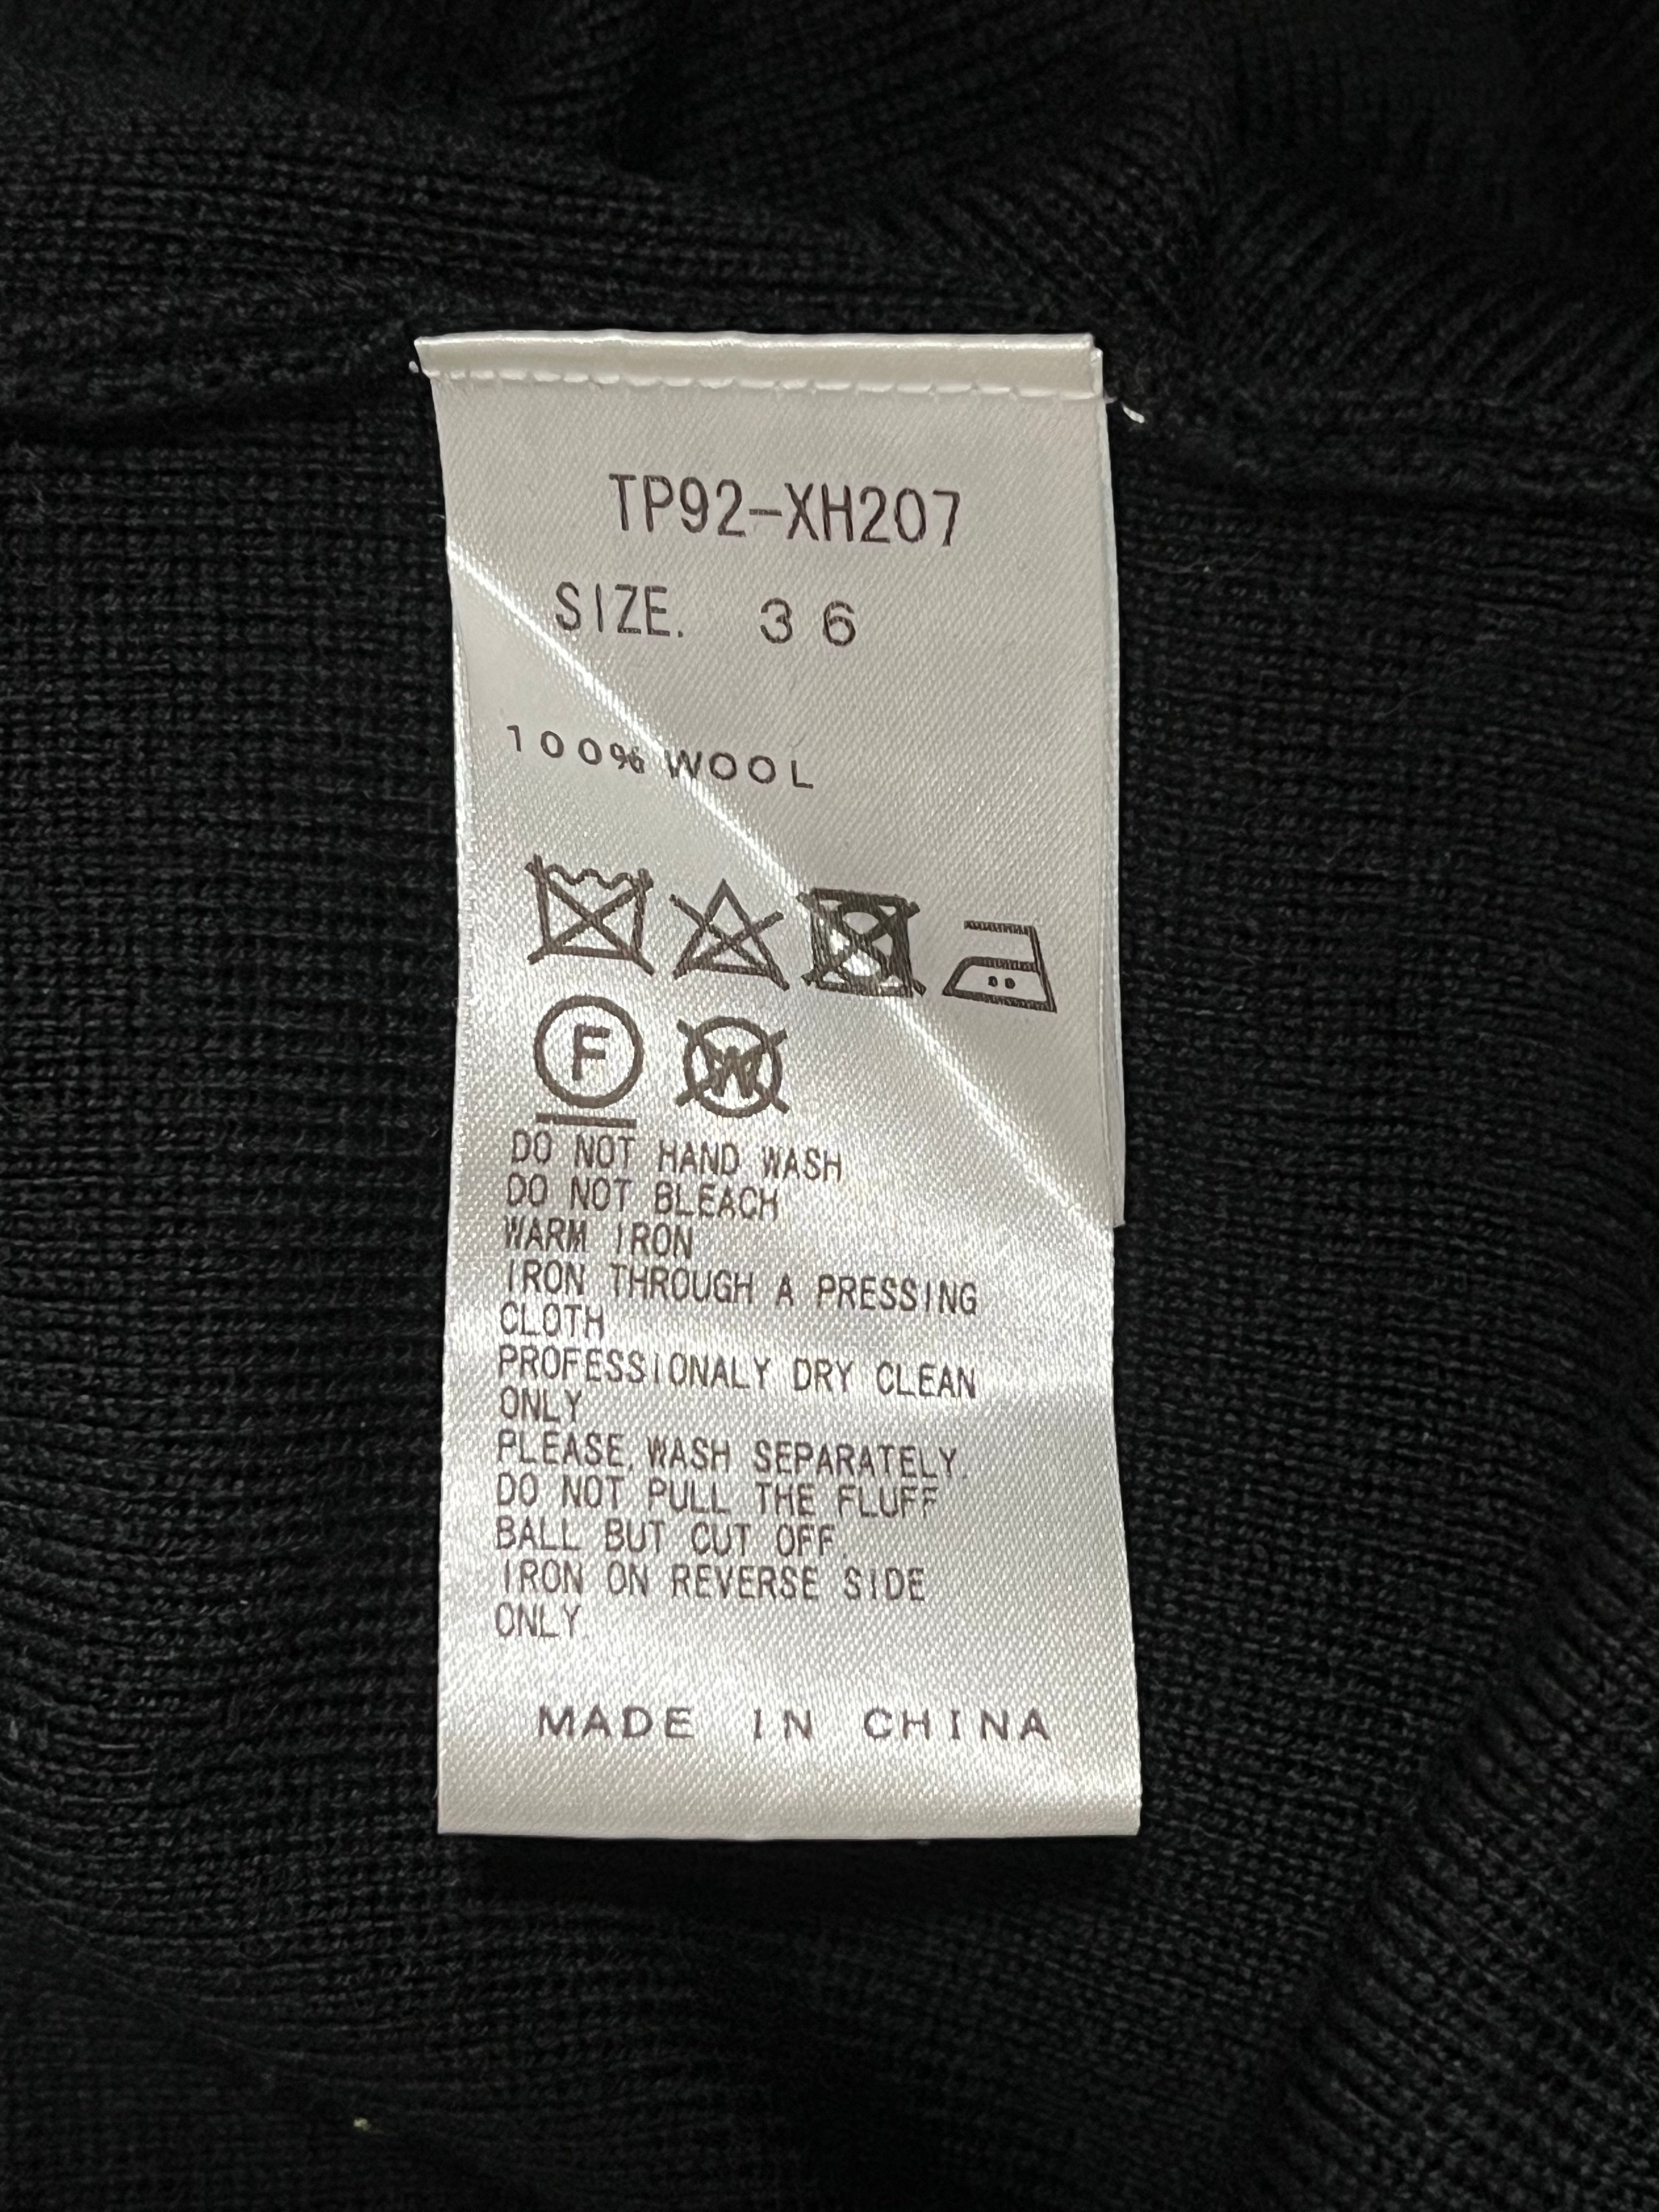 TP92-XH207
SIZE. 36
100% WOOL
F W
DO NOT HAND WASH
DO NOT BLEACH
WARM IRON
IRON THROUGH A PRESSING
CLOTH
PROFESSIONALY DRY CLEAN
ONLY
PLEASE WASH SEPARATELY.
DO NOT PULL THE FLUFF
BALL BUT CUT OFF.
IRON ON REVERSE SIDE
ONLY.
MADE IN CHINA